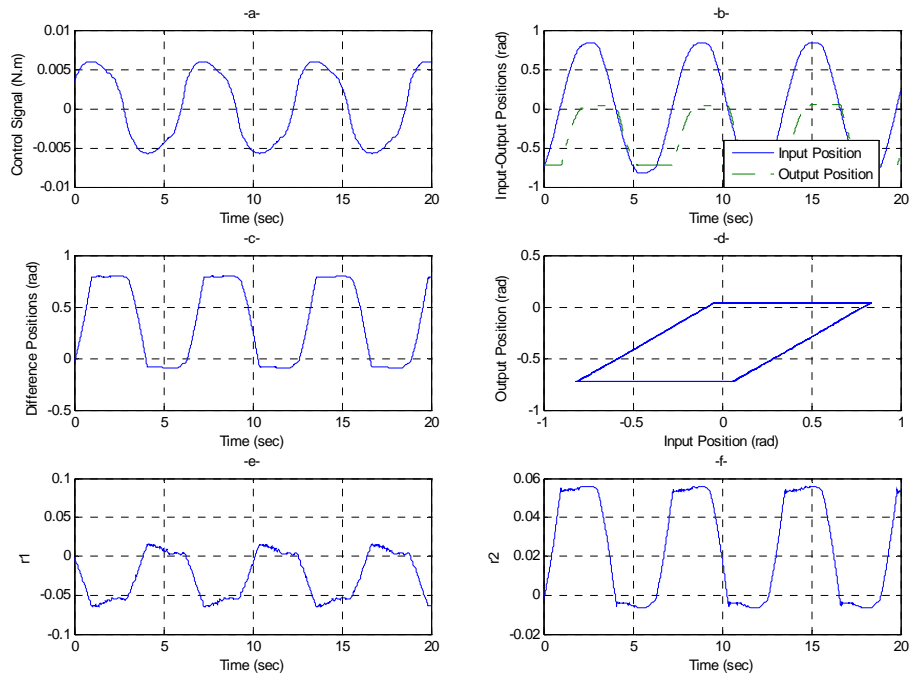 -a-
0.01
0.005
0
-0.005
-0.01
Control Signal (N.m)
0
5
10
15
20
Time (sec)
-b-
1
0.5
0
-0.5
-1
Input-Output Positions (rad)
Input Position
Output Position
0
5
10
15
20
Time (sec)
-c-
1
0.5
0
-0.5
Difference Positions (rad)
0
5
10
15
20
Time (sec)
-d-
0.5
0
-0.5
-1
Output Position (rad)
-1
-0.5
0
0.5
1
Input Position (rad)
-e-
0.1
0.05
0
-0.05
-0.1
r1
0
5
10
15
20
Time (sec)
-f-
0.06
0.04
0.02
0
-0.02
r2
0
5
10
15
20
Time (sec)